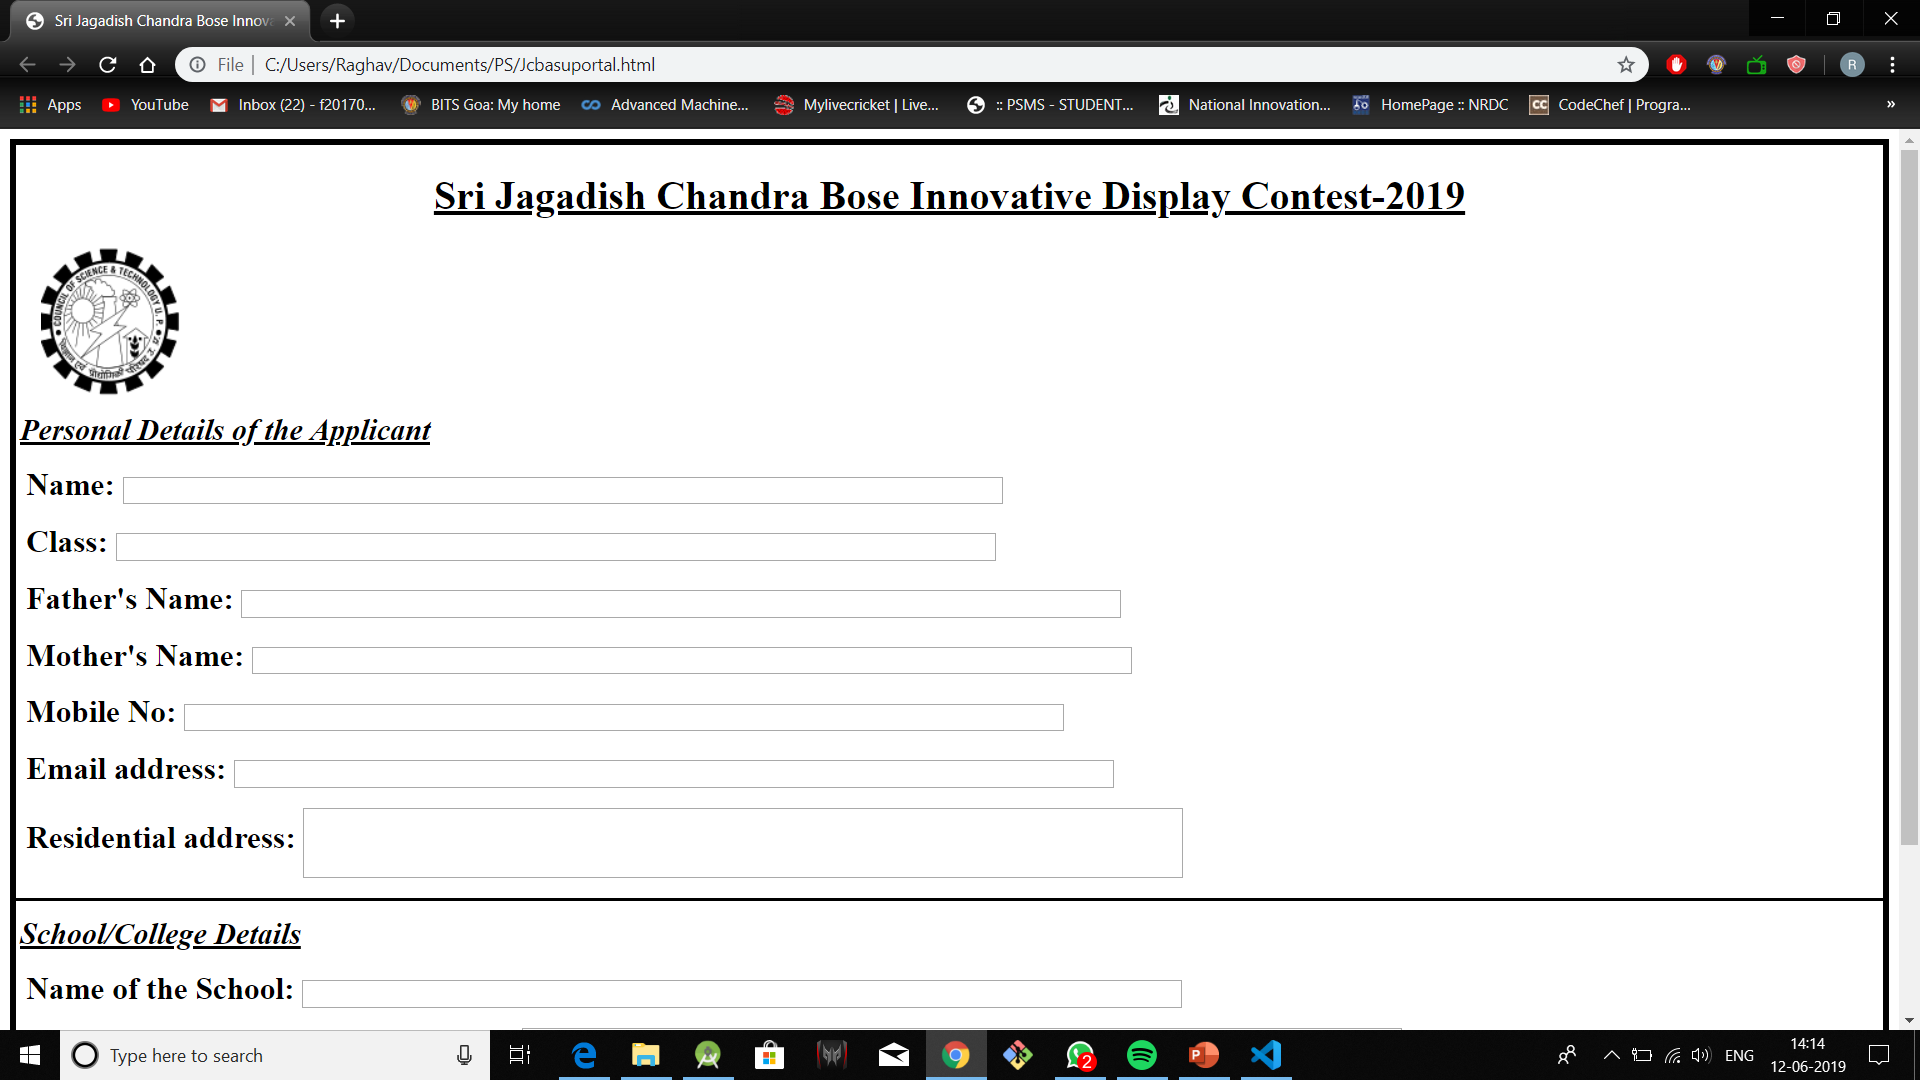 Sri Jagadish Chandra Bose Innov
File
C:/Users/Raghav/Documents/PS/Jcbasuportal.html
R
Apps
YouTube
Inbox (22) - f20170...
BITS Goa: My home
Advanced Machine...
Mylivecricket | Live...
:: PSMS - STUDENT...
National Innovation...
HomePage :: NRDC
CC
CodeChef | Progra...
»
Sri Jagadish Chandra Bose Innovative Display Contest-2019
COUNCIL OF SCIENCE & TECHNOLOGY U. P.
Personal Details of the Applicant
Name:
Class:
Father's Name:
Mother's Name:
Mobile No:
Email address:
Residential address:
School/College Details
Name of the School:
Type here to search
2
ENG
14:14
12-06-2019